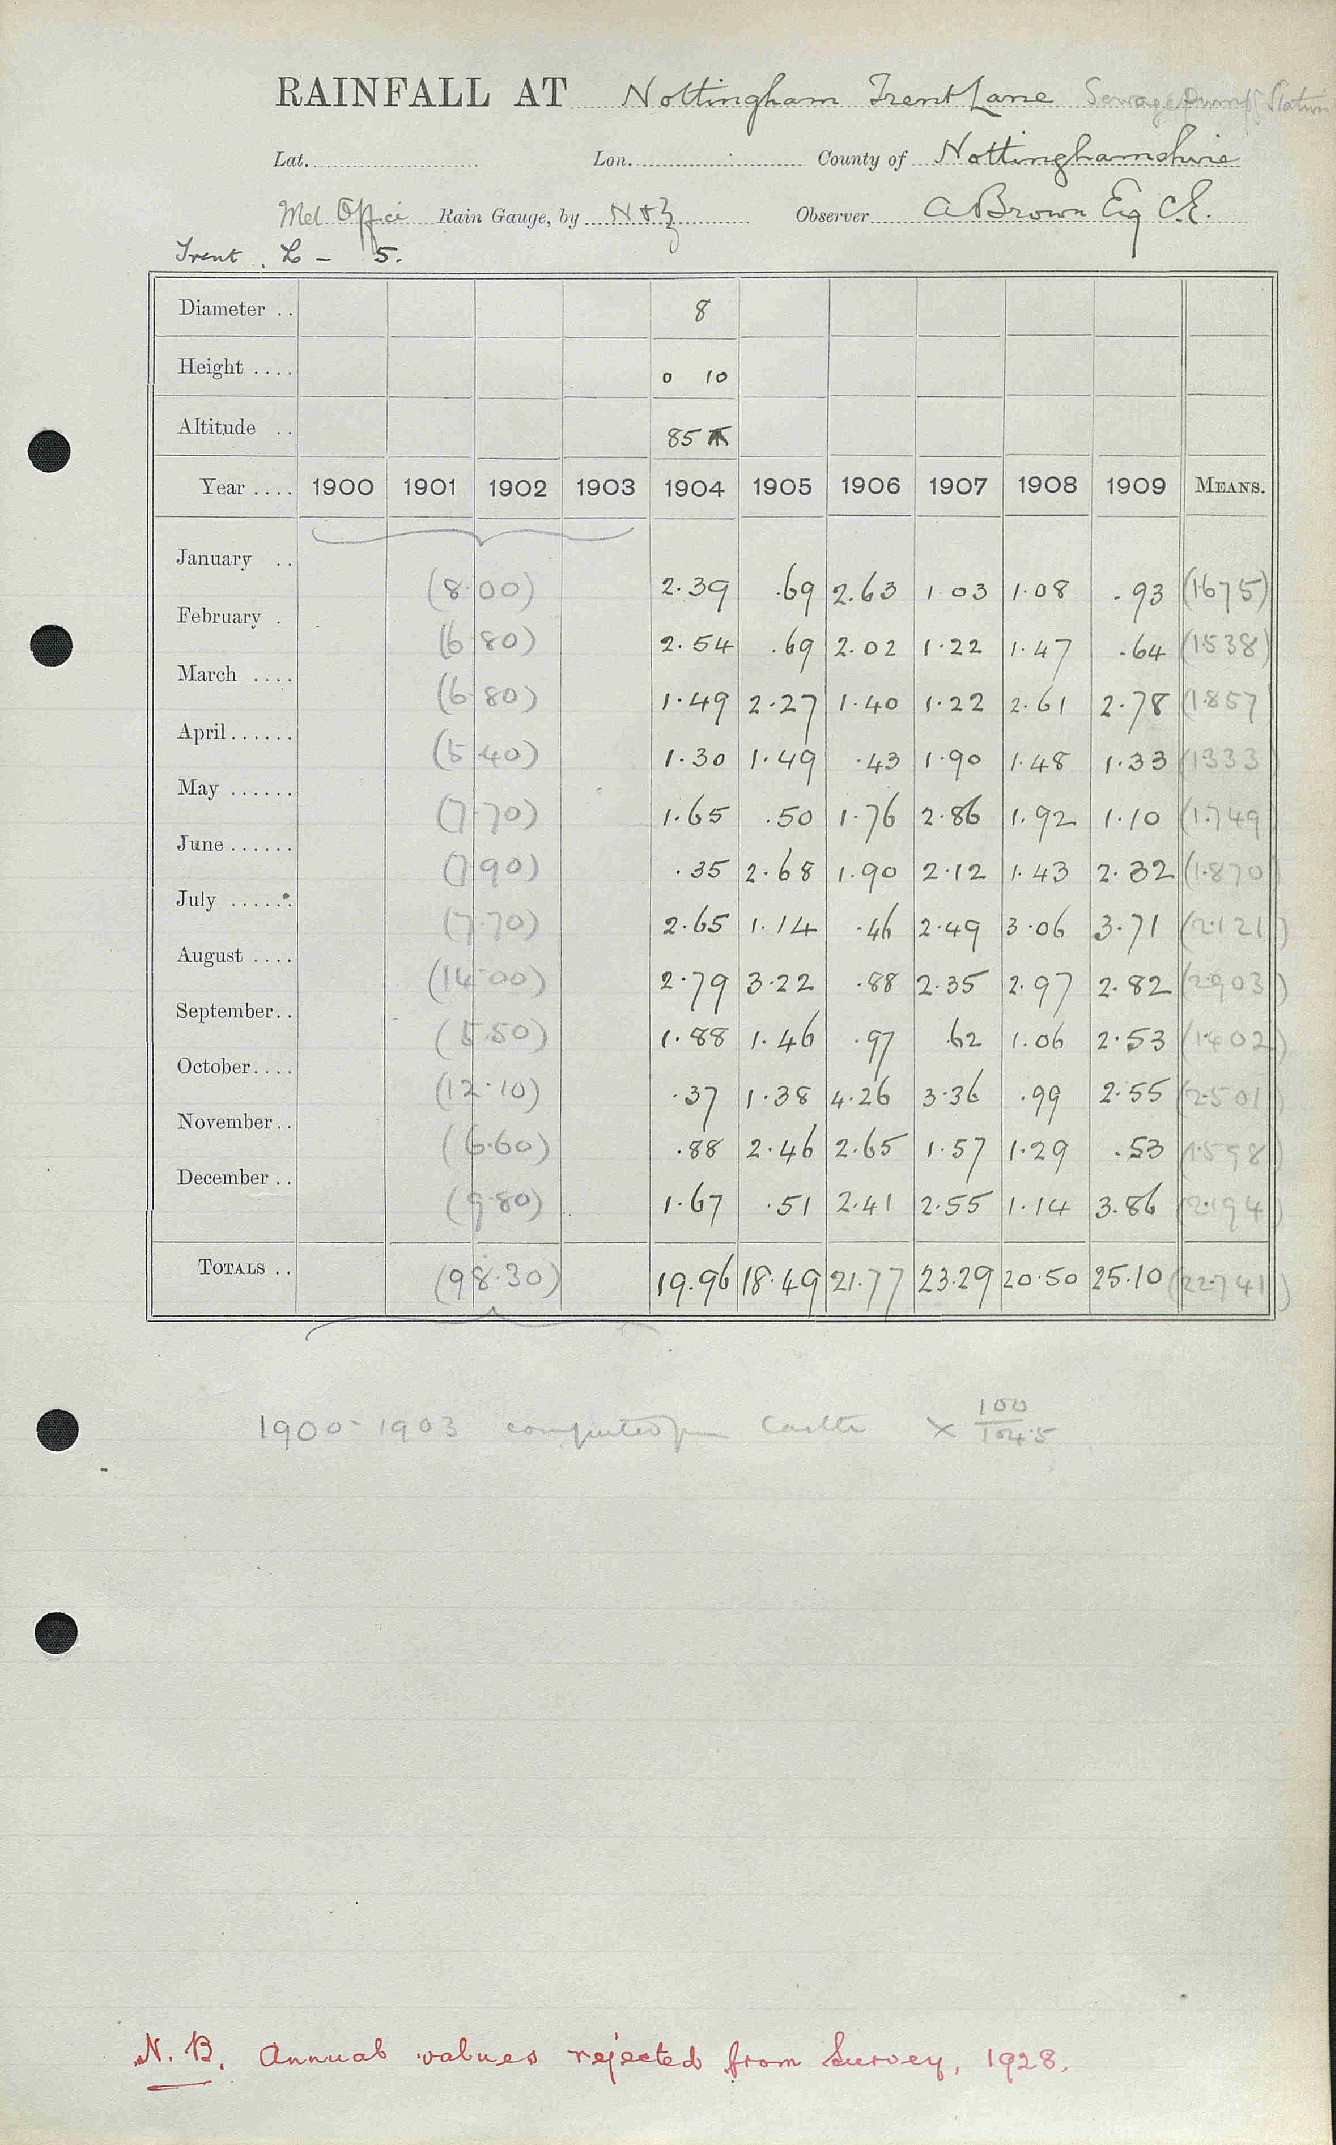 RAINFALL AT Nottingham Trent Lane Sewage Pumpg Station
Lat. Lon. County of Nottinghamshire
Met Office Rain Gauge, by N & Z Observer A Brown Esq C.E.
Trent. L - 5.
Diameter .. 8
Height .... 0 10
Altitude .. 85
Year .... 1900 1901 1902 1903 1904 1905 1906 1907 1908 1909 MEANS.
January .. (8.00) 2.39 .69 2.63 1.03 1.08 .93 (1.675)
February . (6.80) 2.54 .69 2.02 1.22 1.47 .64 (1.538)
March .... (6.80) 1.49 2.27 1.40 1.22 2.61 2.78 (1.857
April...... (5.40) 1.30 1.49 .43 1.90 1.48 1.33 (1.333)
May ...... (7.70) 1.65 .50 1.76 2.86 1.92 1.10 (1.749
June...... (7.90) .35 2.68 1.90 2.12 1.43 2.32 (1.870)
July ...... (7.70) 2.65 1.14 .46 2.49 3.06 3.71 (2.121)
August .... (14.00) 2.79 3.22 .88 2.35 2.97 2.82 (2.903)
September.. (5.50) 1.88 1.46 .97 .62 1.06 2.53 (1.402)
October.... (12.10) .37 1.38 4.26 3.36 .99 2.55 (2.501)
November.. (6.60) .88 2.46 2.65 1.57 1.29 .53 (1.598)
December .. (9.80) 1.67 .51 2.41 2.55 1.14 3.86 (2.194)
TOTALS .. (98.30) 19.96 18.49 21.77 23.29 20.50 25.10 (22.741)
1900-1903 computed from Castle × 100/104.5
N.B. Annual values rejected from Survey, 1928.